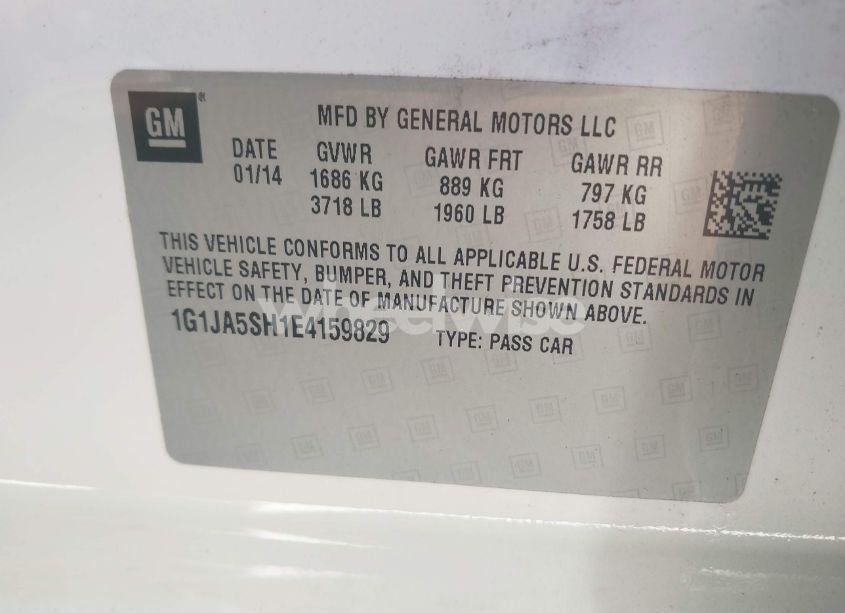 GM
MFD BY GENERAL MOTORS LLC
DATE GVWR GAWR FRT GAWR RR
01/14 1686 KG 889 KG 797 KG
3718 LB 1960 LB 1758 LB
THIS VEHICLE CONFORMS TO ALL APPLICABLE U.S. FEDERAL MOTOR
VEHICLE SAFETY, BUMPER, AND THEFT PREVENTION STANDARDS IN
EFFECT ON THE DATE OF MANUFACTURE SHOWN ABOVE.
wheelwise
1G1JA5SH1E4159829 TYPE: PASS CAR